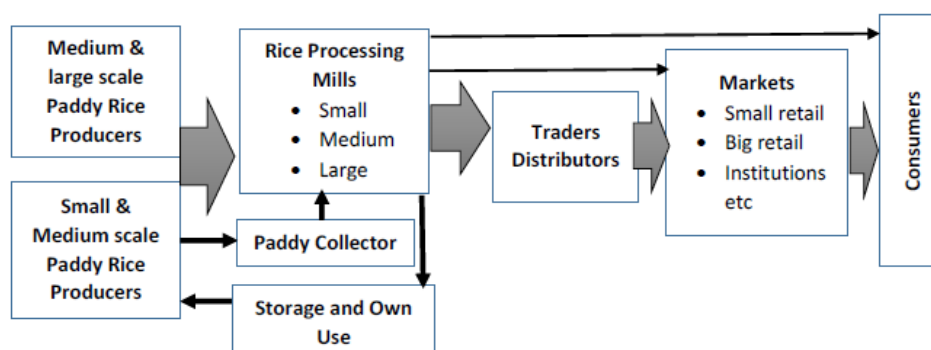 Medium &
large scale
Paddy Rice
Producers
Small &
Medium scale
Paddy Rice
Producers
Rice Processing
Mills
• Small
• Medium
• Large
Paddy Collector
Storage and Own
Use
Traders
Distributors
Markets
• Small retail
• Big retail
• Institutions
etc
Consumers